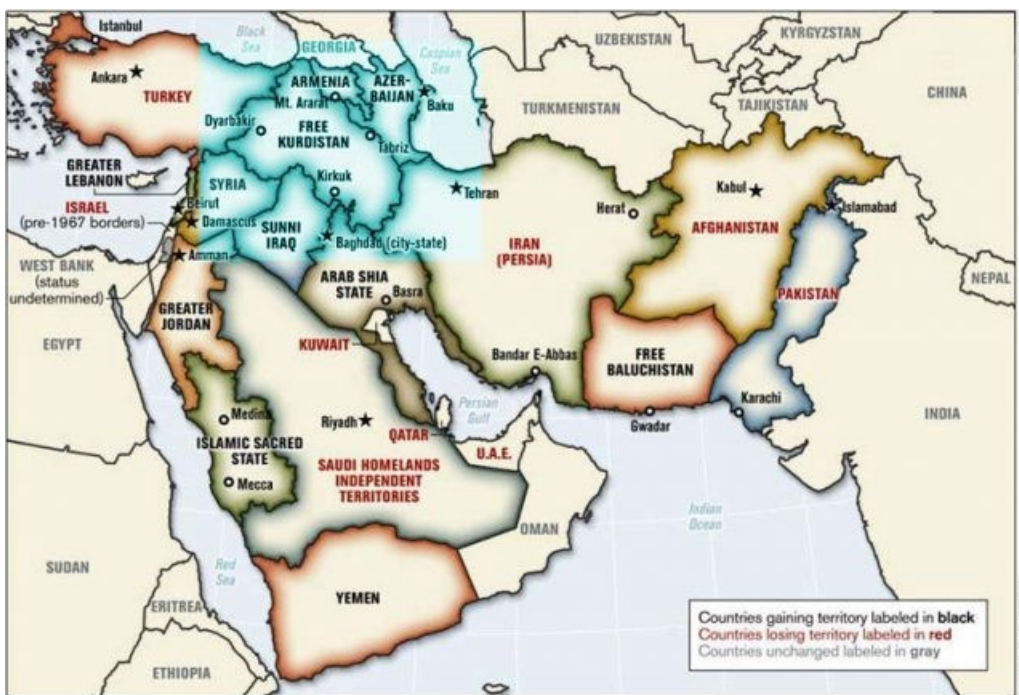 Istanbul
Black
Sea
GEORGIA
Caspian
Sea
UZBEKISTAN
KYRGYZSTAN
Ankara
TURKEY
ARMENIA
AZER-
BAIJAN
Mt. Ararat
Baku
TURKMENISTAN
TAJIKISTAN
CHINA
Dyarbakir
FREE
KURDISTAN
Tabriz
GREATER
LEBANON
SYRIA
Kirkuk
Tehran
Herat
Kabul
Islamabad
ISRAEL
(pre-1967 borders)
Beirut
Damascus
SUNNI
IRAQ
Baghdad (city-state)
IRAN
(PERSIA)
AFGHANISTAN
WEST BANK
(status
undetermined)
Amman
ARAB SHIA
STATE
Basra
PAKISTAN
NEPAL
GREATER
JORDAN
EGYPT
KUWAIT
Bandar E-Abbas
FREE
BALUCHISTAN
Karachi
INDIA
Medina
Riyadh
Persian
Gulf
Gwadar
ISLAMIC SACRED
STATE
QATAR
U.A.E.
Mecca
SAUDI HOMELANDS
INDEPENDENT
TERRITORIES
Indian
Ocean
OMAN
SUDAN
Red
Sea
YEMEN
ERITREA
ETHIOPIA
Countries gaining territory labeled in black
Countries losing territory labeled in red
Countries unchanged labeled in gray